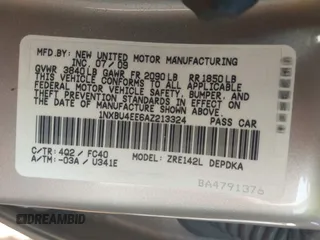 MFD. BY: NEW UNITED MOTOR MANUFACTURING
INC. 07/09
GVWR 3840LB GAWR FR 2090LB RR 1850LB
THIS VEHICLE CONFORMS TO ALL APPLICABLE
FEDERAL MOTOR VEHICLE SAFETY, BUMPER, AND
THEFT PREVENTION STANDARDS IN EFFECT ON
THE DATE OF MANUFACTURE SHOWN ABOVE.
1NXBU4EE6AZ213324 PASS CAR
C/TR: 4Q2 / FC40 MODEL: ZRE142L DEPDKA
A/TM: -03A / U341E
BA4791376
DREAMBID